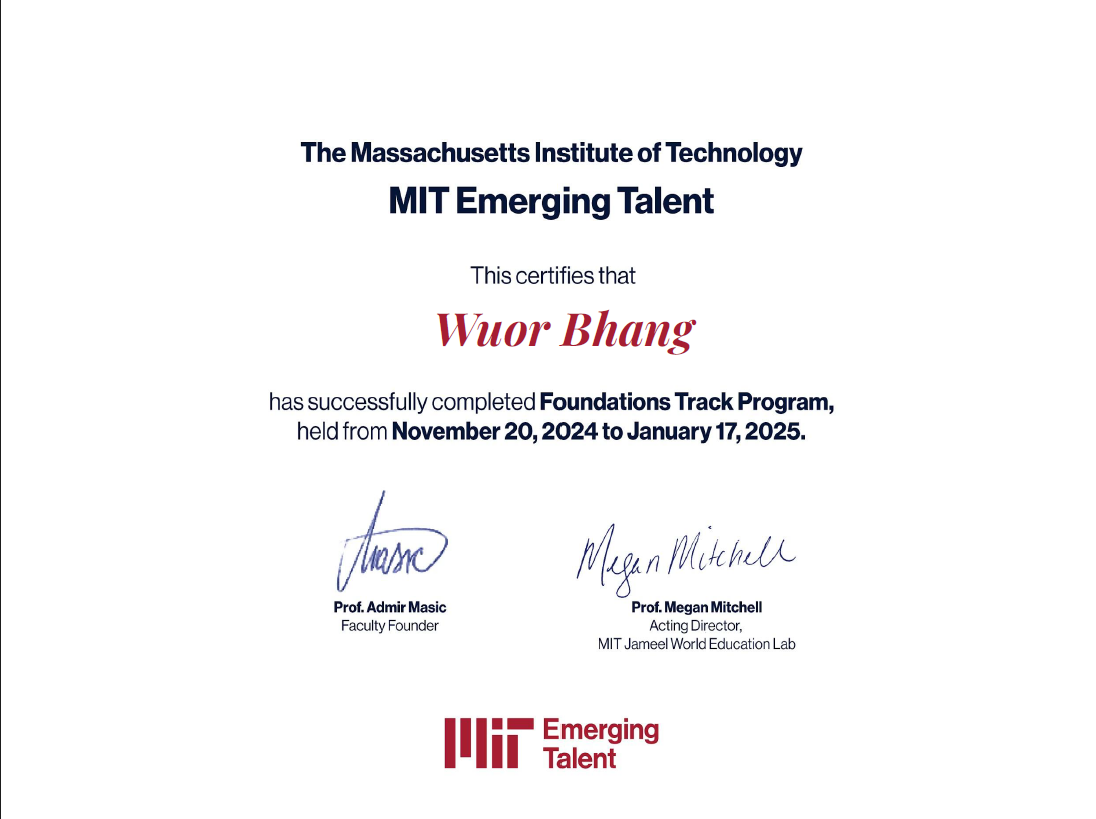 The Massachusetts Institute of Technology
MIT Emerging Talent
This certifies that
Wuor Bhang
has successfully completed Foundations Track Program,
held from November 20, 2024 to January 17, 2025.
Masic
Megan Mitchell
Prof. Admir Masic
Faculty Founder
Prof. Megan Mitchell
Acting Director,
MIT Jameel World Education Lab
MIT Emerging
Talent